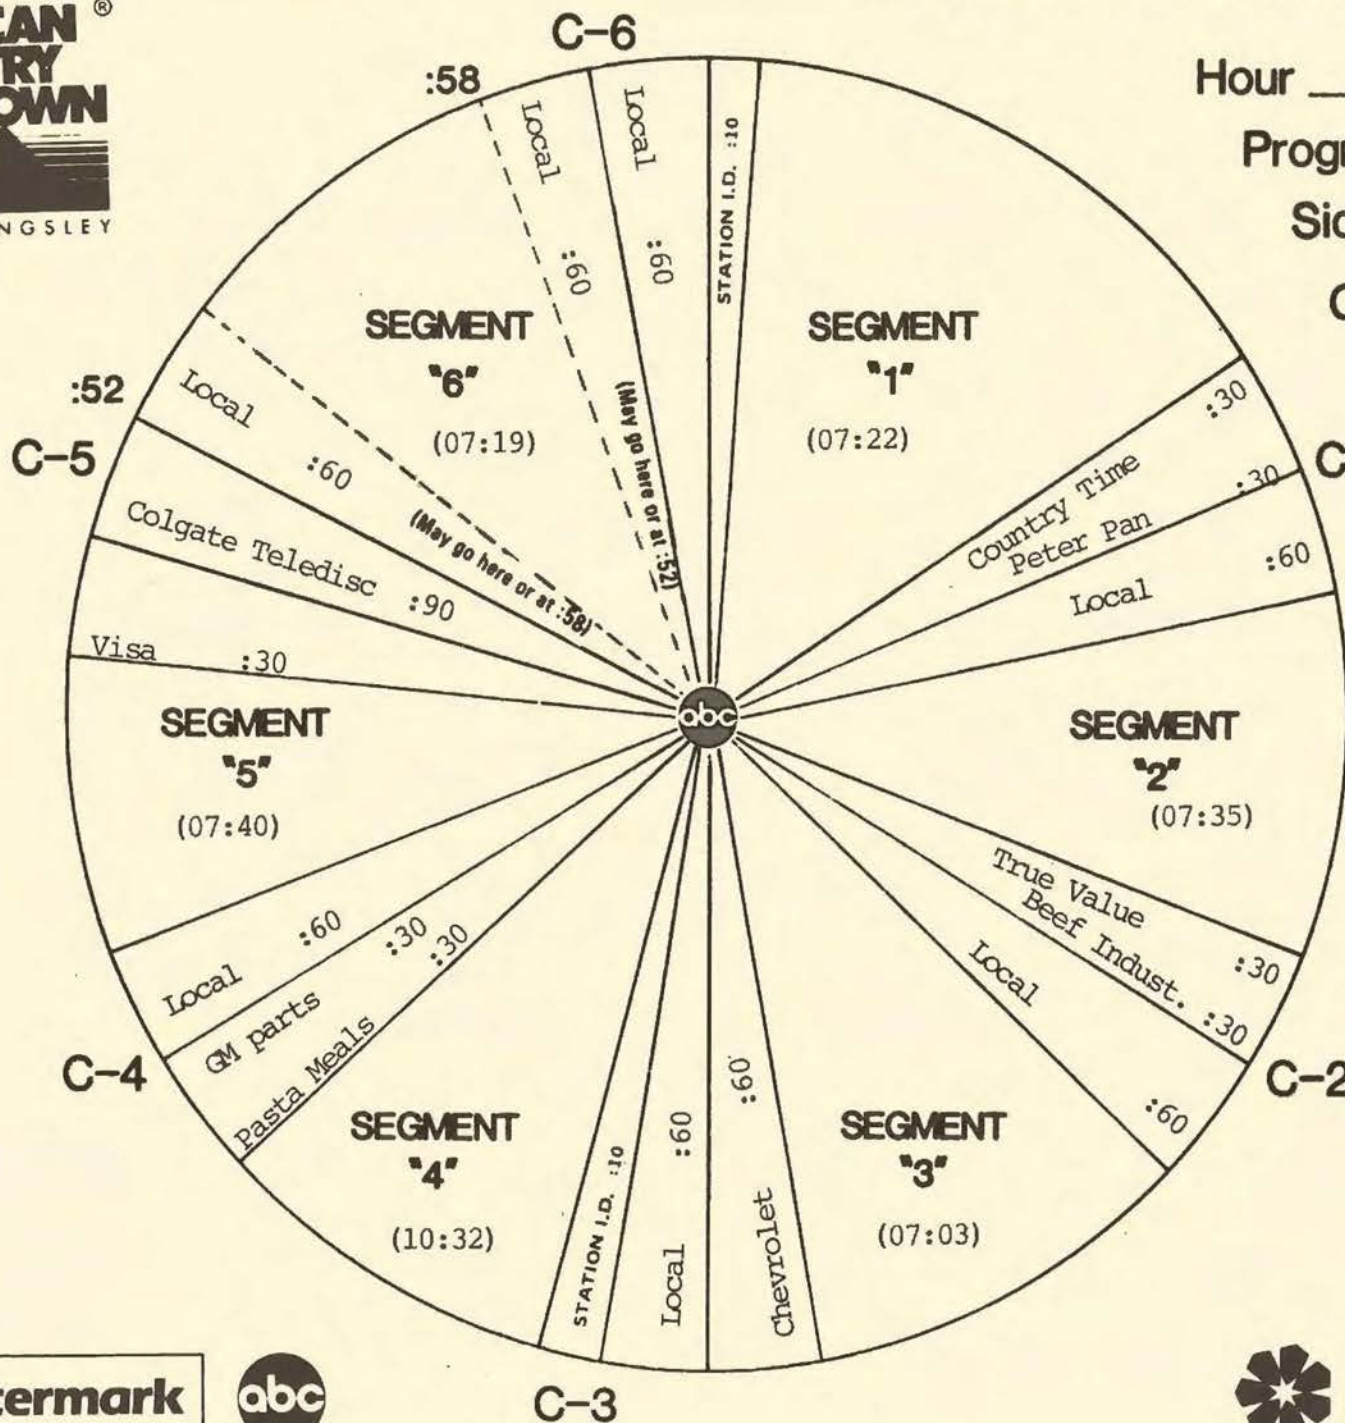 ®
OWN
NGSLEY
C-6
:58
Hour
Local :60
Local :60
(May go here or at :52)
STATION I.D. :10
SEGMENT
"1"
(07:22)
Country Time :30
Peter Pan :30
Local :60
SEGMENT
"2"
(07:35)
True Value :30
Beef Indust. :30
C-2
Local :60
SEGMENT
"3"
(07:03)
Chevrolet :60
Local :60
C-3
STATION I.D. :10
SEGMENT
"4"
(10:32)
Pasta Meals :30
GM parts :30
C-4
Local :60
SEGMENT
"5"
(07:40)
Visa :30
Colgate Teledisc :90
C-5
:52
Local :60
(May go here or at :58)
SEGMENT
"6"
(07:19)
abc
termark
abc